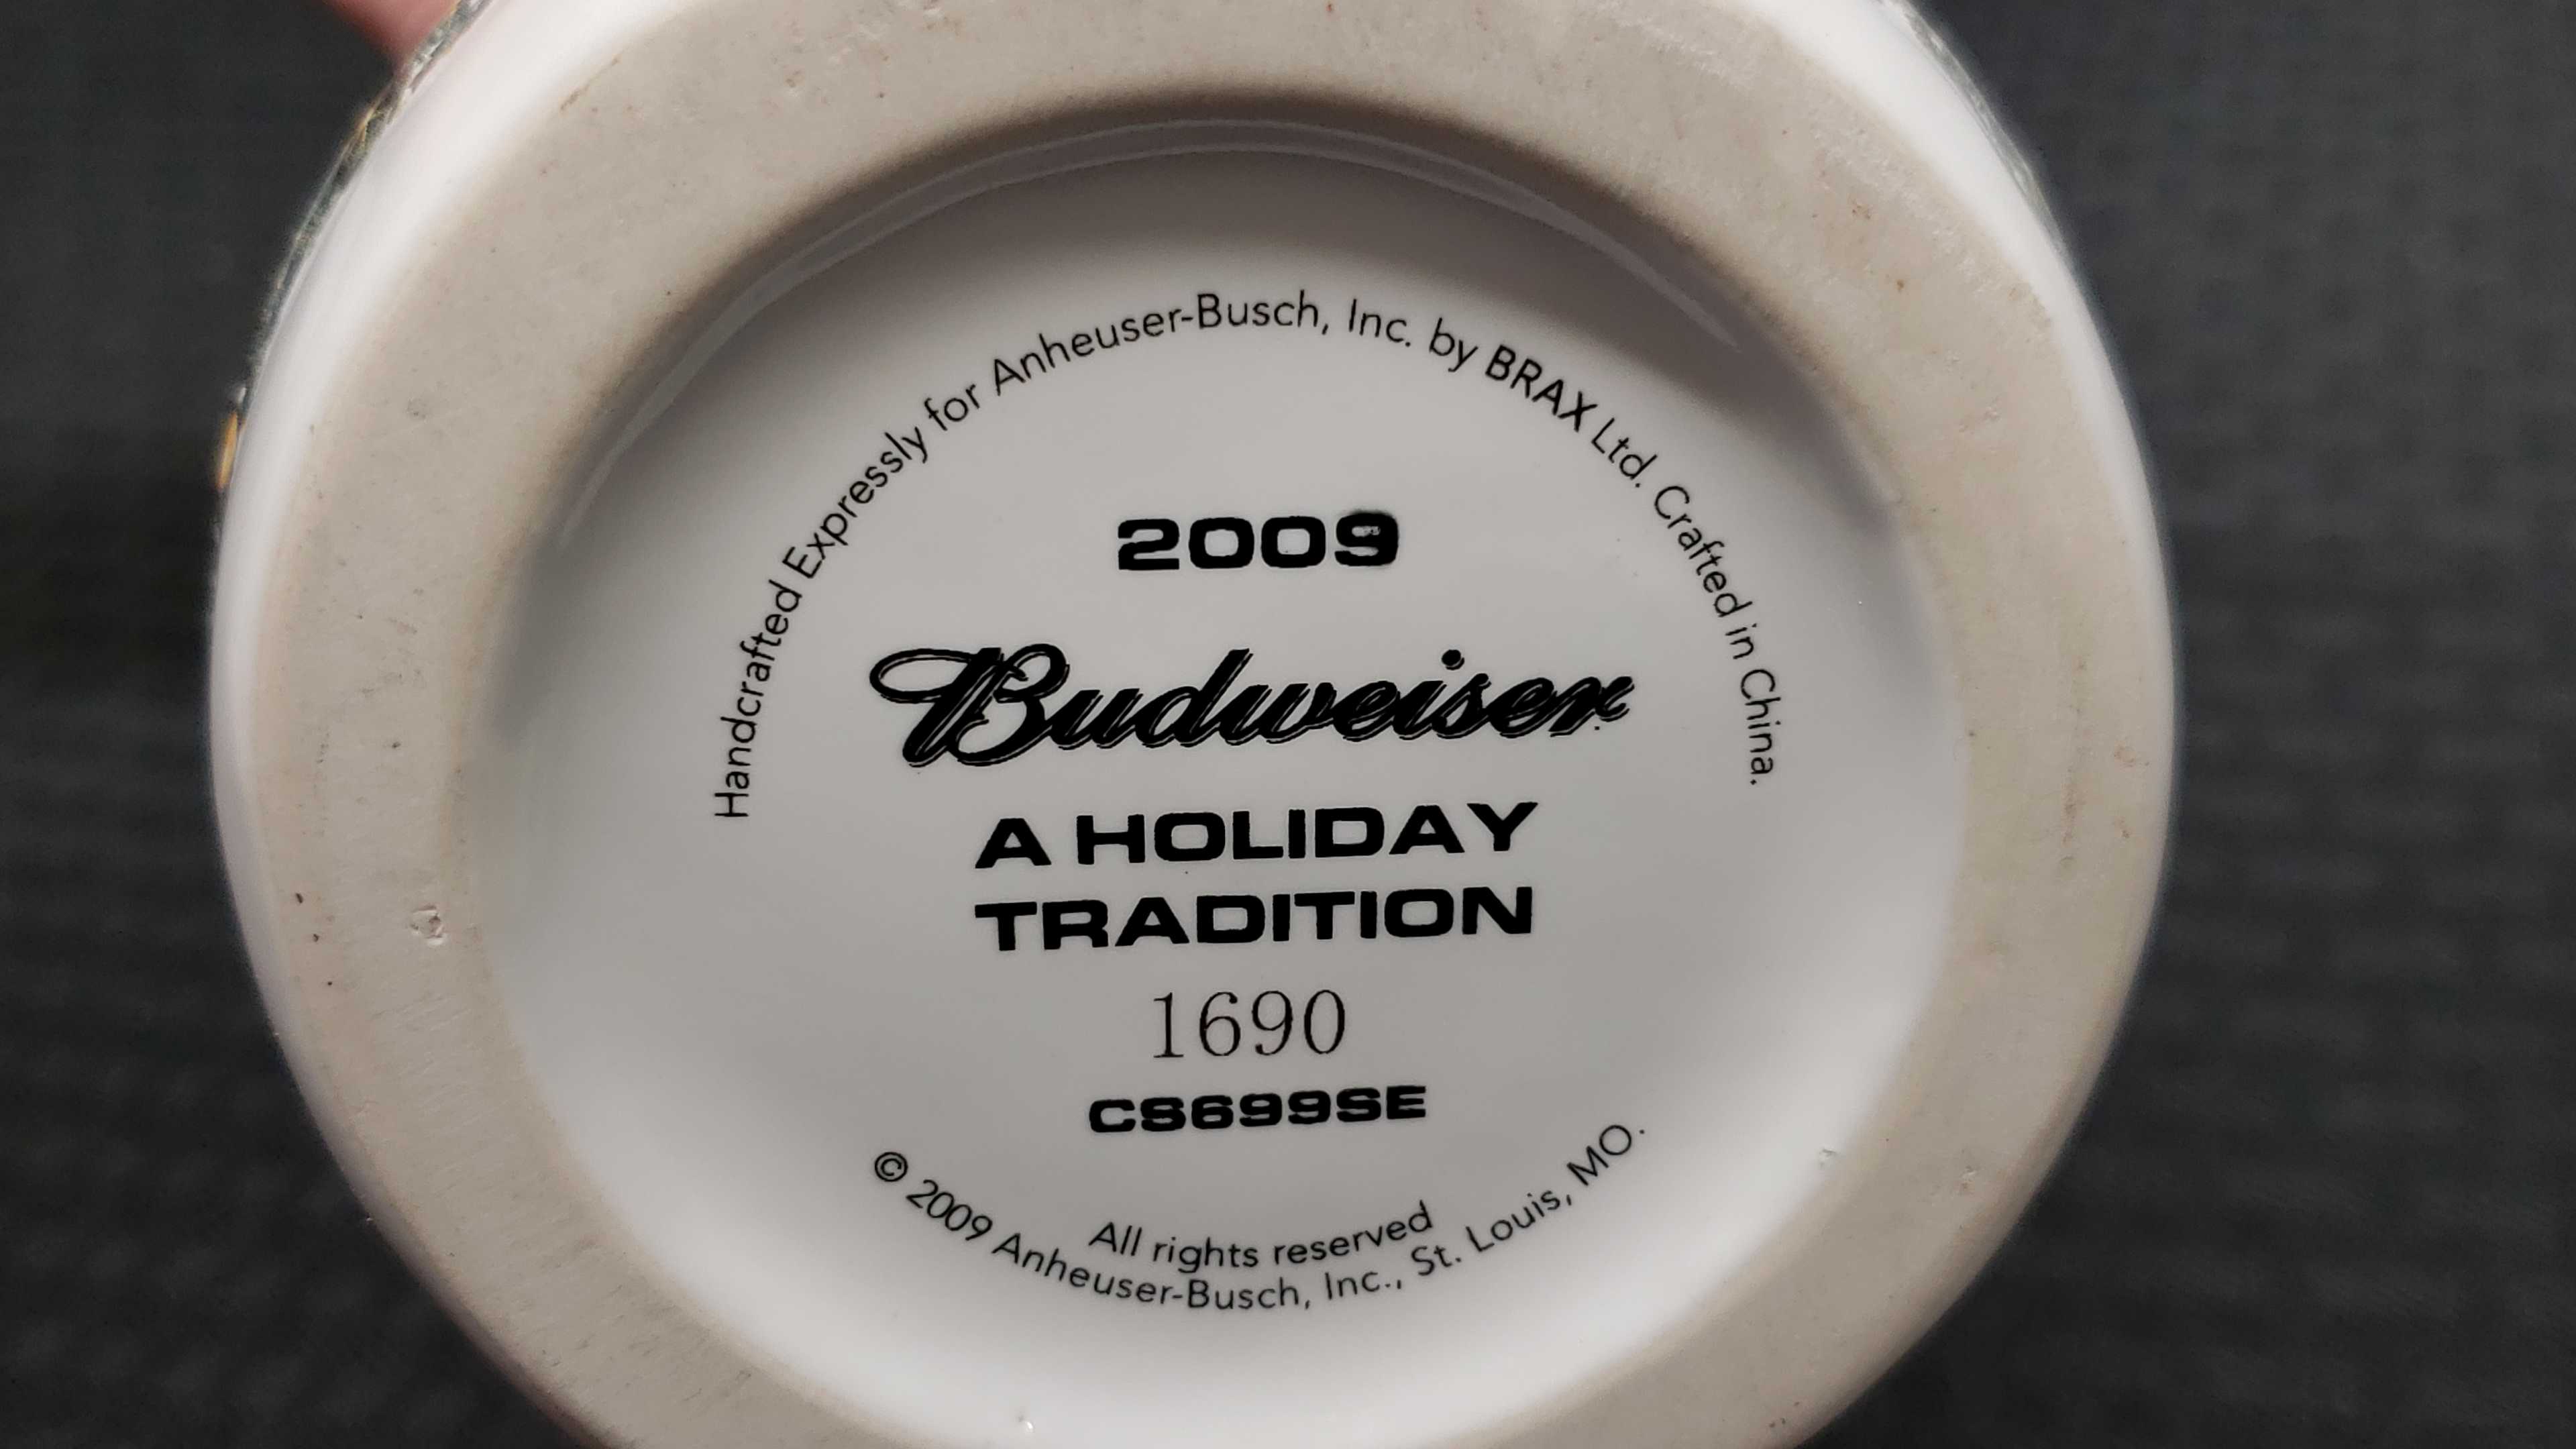 Handcrafted Expressly for Anheuser-Busch, Inc. by BRAX Ltd. Crafted in China.
2009
Budweiser
A HOLIDAY
TRADITION
1690
CS699SE
All rights reserved
© 2009 Anheuser-Busch, Inc., St. Louis, MO.